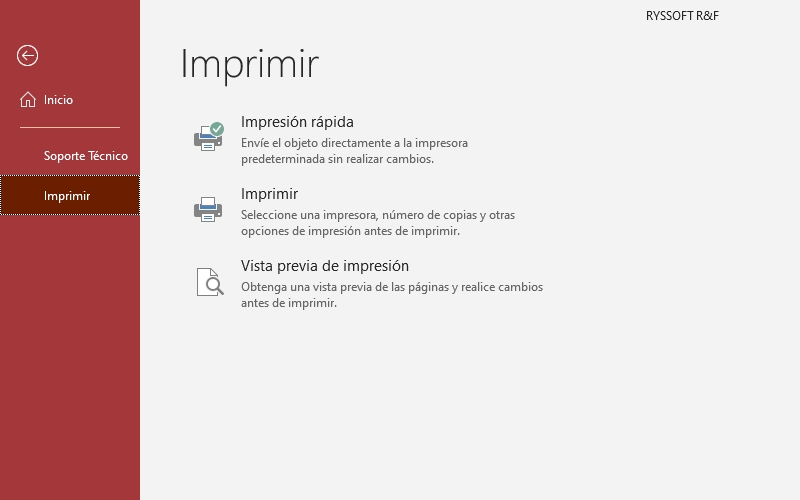 RYSSOFT R&F
Imprimir
Inicio
Soporte Técnico
Imprimir
Impresión rápida
Envíe el objeto directamente a la impresora
predeterminada sin realizar cambios.
Imprimir
Seleccione una impresora, número de copias y otras
opciones de impresión antes de imprimir.
Vista previa de impresión
Obtenga una vista previa de las páginas y realice cambios
antes de imprimir.